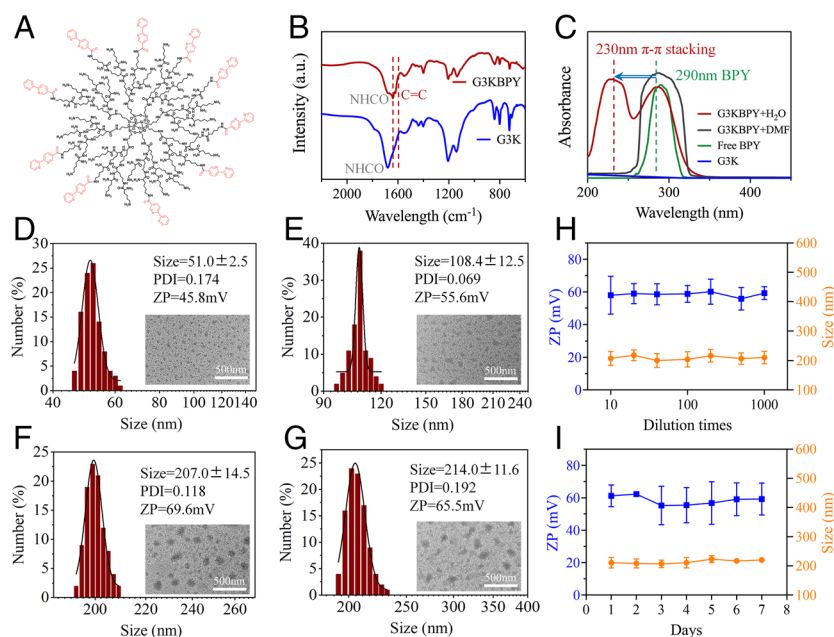 A
B
Intensity (a.u.)
NHCO
C=C
G3KBPY
NHCO
G3K
2000
1600
1200
800
Wavelength (cm-1)
C
230nm π-π stacking
290nm BPY
G3KBPY+H2O
G3KBPY+DMF
Free BPY
G3K
Absorbance
200
300
400
Wavelength (nm)
D
Number (%)
30
25
20
15
10
5
0
Size=51.0±2.5
PDI=0.174
ZP=45.8mV
500nm
40
60
80
100
120
140
Size (nm)
E
Number (%)
40
30
20
10
0
Size=108.4±12.5
PDI=0.069
ZP=55.6mV
500nm
90
120
150
180
210
240
Size (nm)
H
ZP (mV)
80
60
40
20
0
600
500
400
300
200
100
Size (nm)
10
100
1000
Dilution times
F
Number (%)
25
20
15
10
5
0
Size=207.0±14.5
PDI=0.118
ZP=69.6mV
500nm
200
220
240
260
Size (nm)
G
Number (%)
25
20
15
10
5
0
Size=214.0±11.6
PDI=0.192
ZP=65.5mV
500nm
200
250
300
350
400
Size (nm)
I
ZP (mV)
80
60
40
20
0
600
500
400
300
200
100
Size (nm)
0
1
2
3
4
5
6
7
8
Days